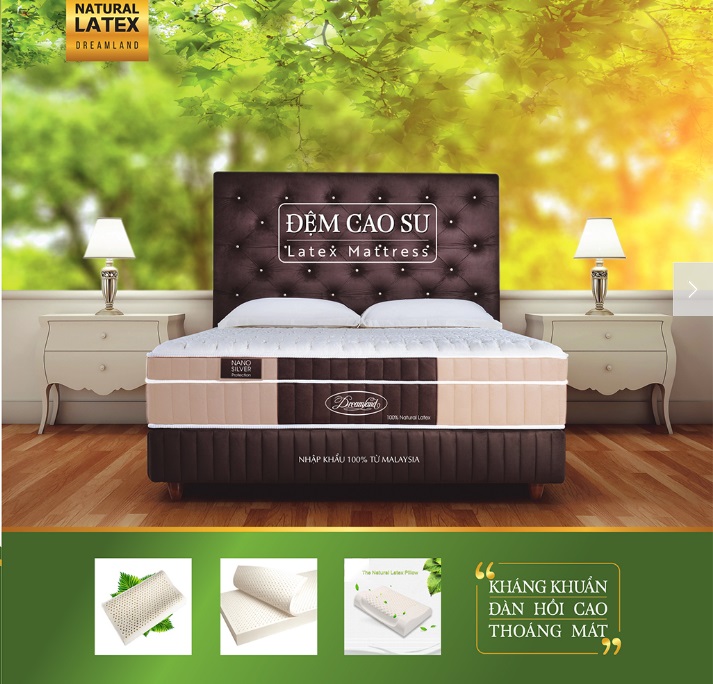 NATURAL
LATEX
DREAMLAND
ĐỆM CAO SU
Latex Mattress
NANO
SILVER
Protection
Dreamland
100% Natural Latex
NHẬP KHẨU 100% TỪ MALAYSIA
The Natural Latex Pillow
“KHÁNG KHUẨN
ĐÀN HỒI CAO
THOÁNG MÁT”